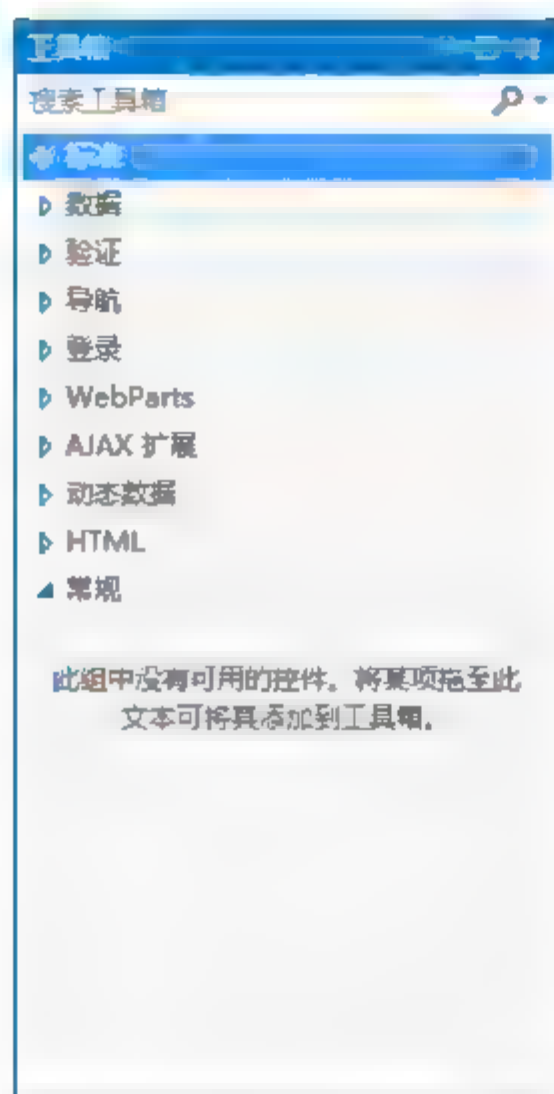 工具箱
搜索工具箱
标准
数据
验证
导航
登录
WebParts
AJAX 扩展
动态数据
HTML
常规
此组中没有可用的控件。将某项拖至此
文本可将其添加到工具箱。